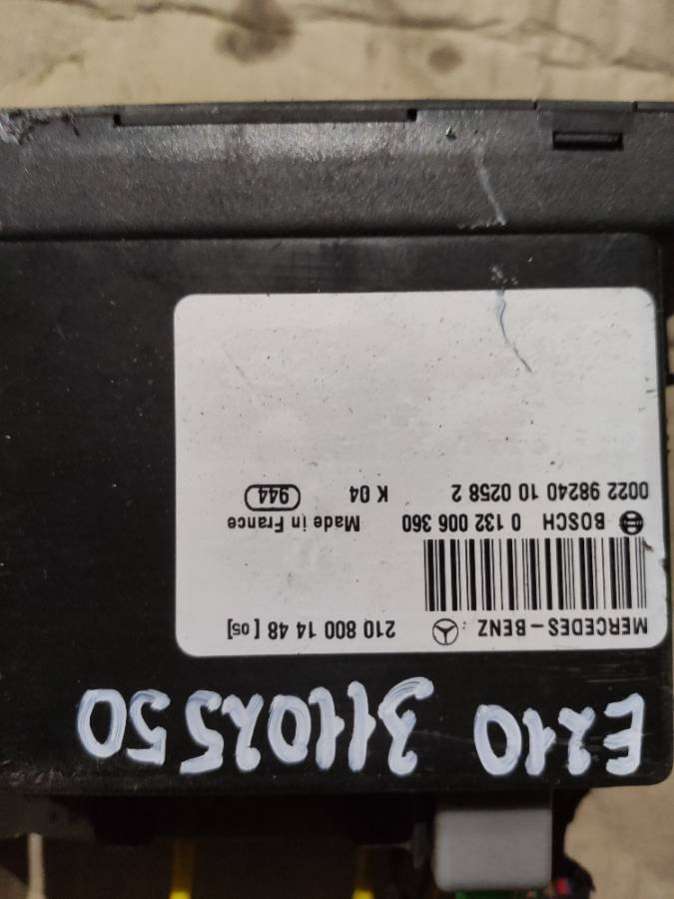 E210 31102550
MERCEDES-BENZ : 210 800 14 48 [05]
BOSCH 0 132 006 360 Made in France
0022 98240 10 0258 2 K 04 944